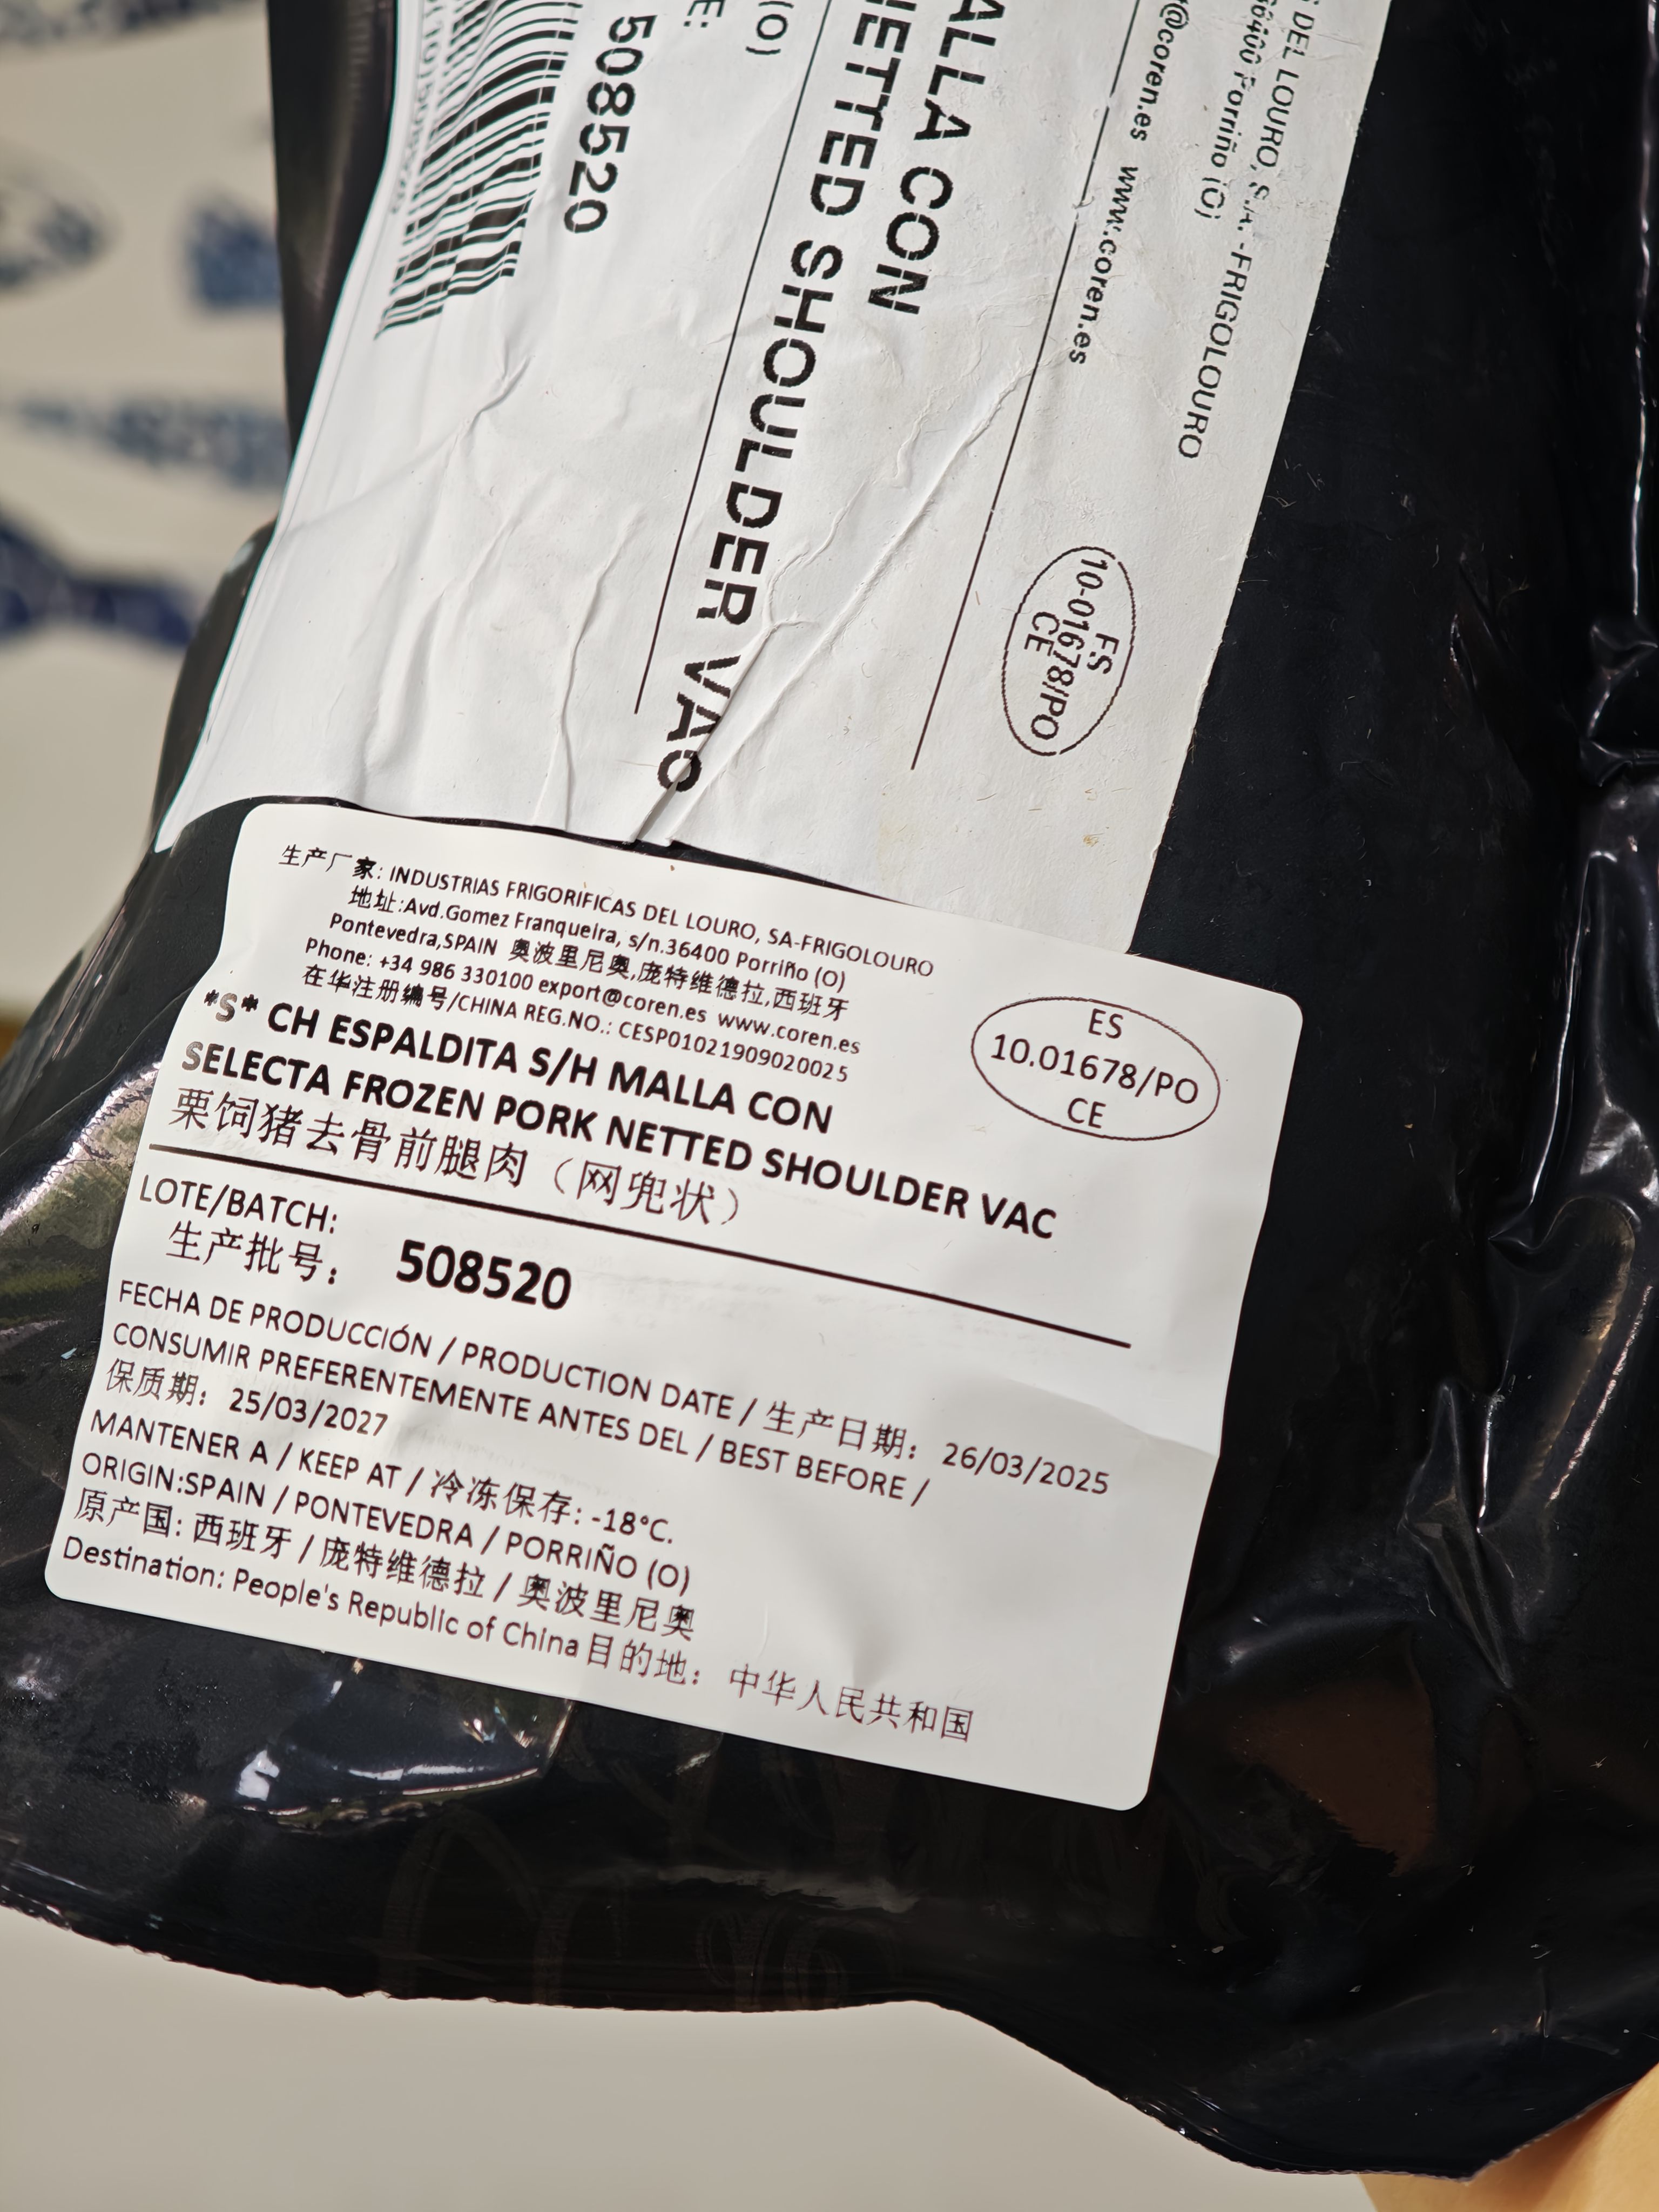 DEL LOURO, S.A. -FRIGOLOURO
Porriño (O)
@coren.es www.coren.es
ALLA CON
NETTED SHOULDER VAC
(O)
E:
508520
ES
10-01678/PO
CE
生产厂家: INDUSTRIAS FRIGORIFICAS DEL LOURO, SA-FRIGOLOURO
地址:Avd.Gomez Franqueira, s/n.36400 Porriño (O)
Pontevedra,SPAIN 奥波里尼奥,庞特维德拉,西班牙
Phone: +34 986 330100 export@coren.es www.coren.es
在华注册编号/CHINA REG.NO.: CESP01021909020025
ES
10.01678/PO
CE
*S* CH ESPALDITA S/H MALLA CON
SELECTA FROZEN PORK NETTED SHOULDER VAC
栗饲猪去骨前腿肉（网兜状）
LOTE/BATCH:
生产批号： 508520
FECHA DE PRODUCCIÓN / PRODUCTION DATE / 生产日期： 26/03/2025
CONSUMIR PREFERENTEMENTE ANTES DEL / BEST BEFORE /
保质期： 25/03/2027
MANTENER A / KEEP AT / 冷冻保存: -18°C.
ORIGIN:SPAIN / PONTEVEDRA / PORRIÑO (O)
原产国: 西班牙 / 庞特维德拉 / 奥波里尼奥
Destination: People's Republic of China目的地： 中华人民共和国